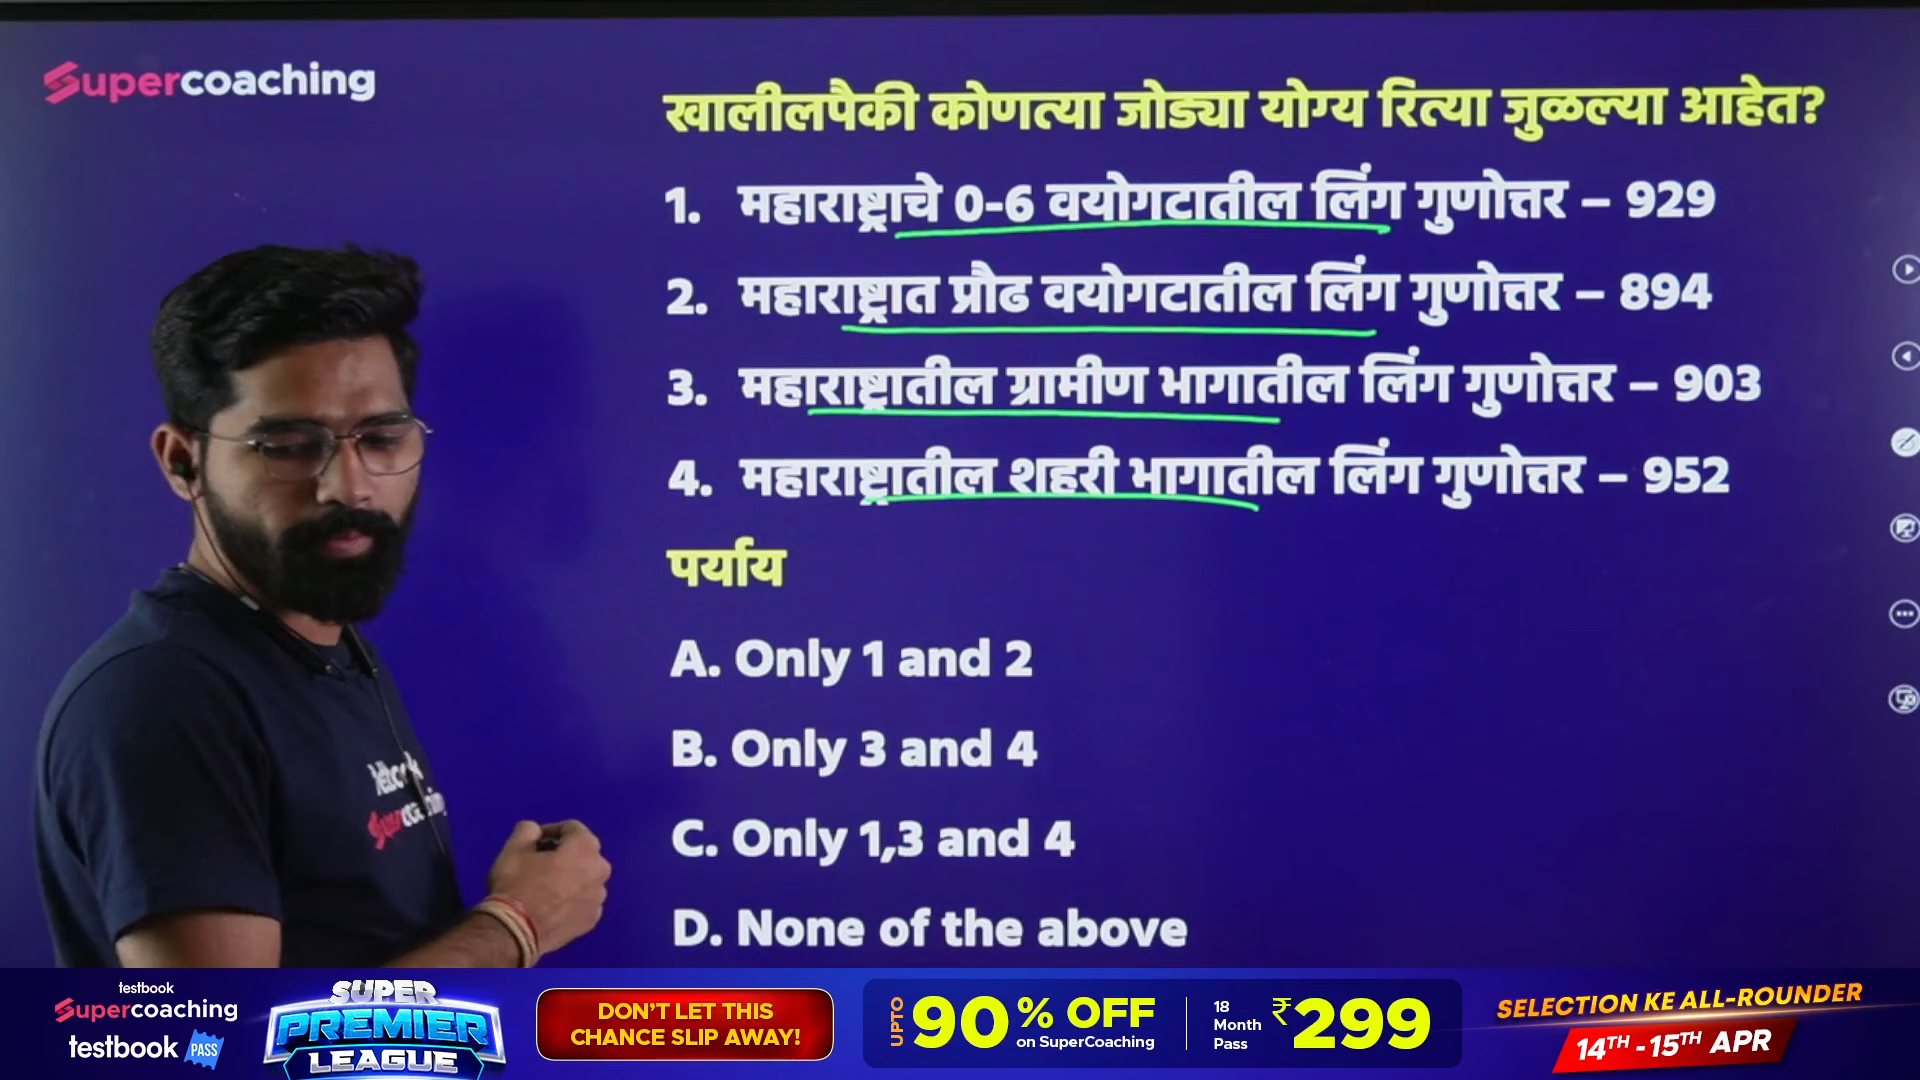 Supercoaching
खालीलपैकी कोणत्या जोड्या योग्य रित्या जुळल्या आहेत?
1. महाराष्ट्राचे 0-6 वयोगटातील लिंग गुणोत्तर – 929
2. महाराष्ट्रात प्रौढ वयोगटातील लिंग गुणोत्तर – 894
3. महाराष्ट्रातील ग्रामीण भागातील लिंग गुणोत्तर – 903
4. महाराष्ट्रातील शहरी भागातील लिंग गुणोत्तर – 952
पर्याय
A. Only 1 and 2
B. Only 3 and 4
C. Only 1,3 and 4
D. None of the above
testbook
Supercoaching
testbook PASS
SUPER
PREMIER
LEAGUE
DON'T LET THIS
CHANCE SLIP AWAY!
UPTO 90% OFF
on SuperCoaching
18
Month
Pass
₹299
SELECTION KE ALL-ROUNDER
14TH - 15TH APR